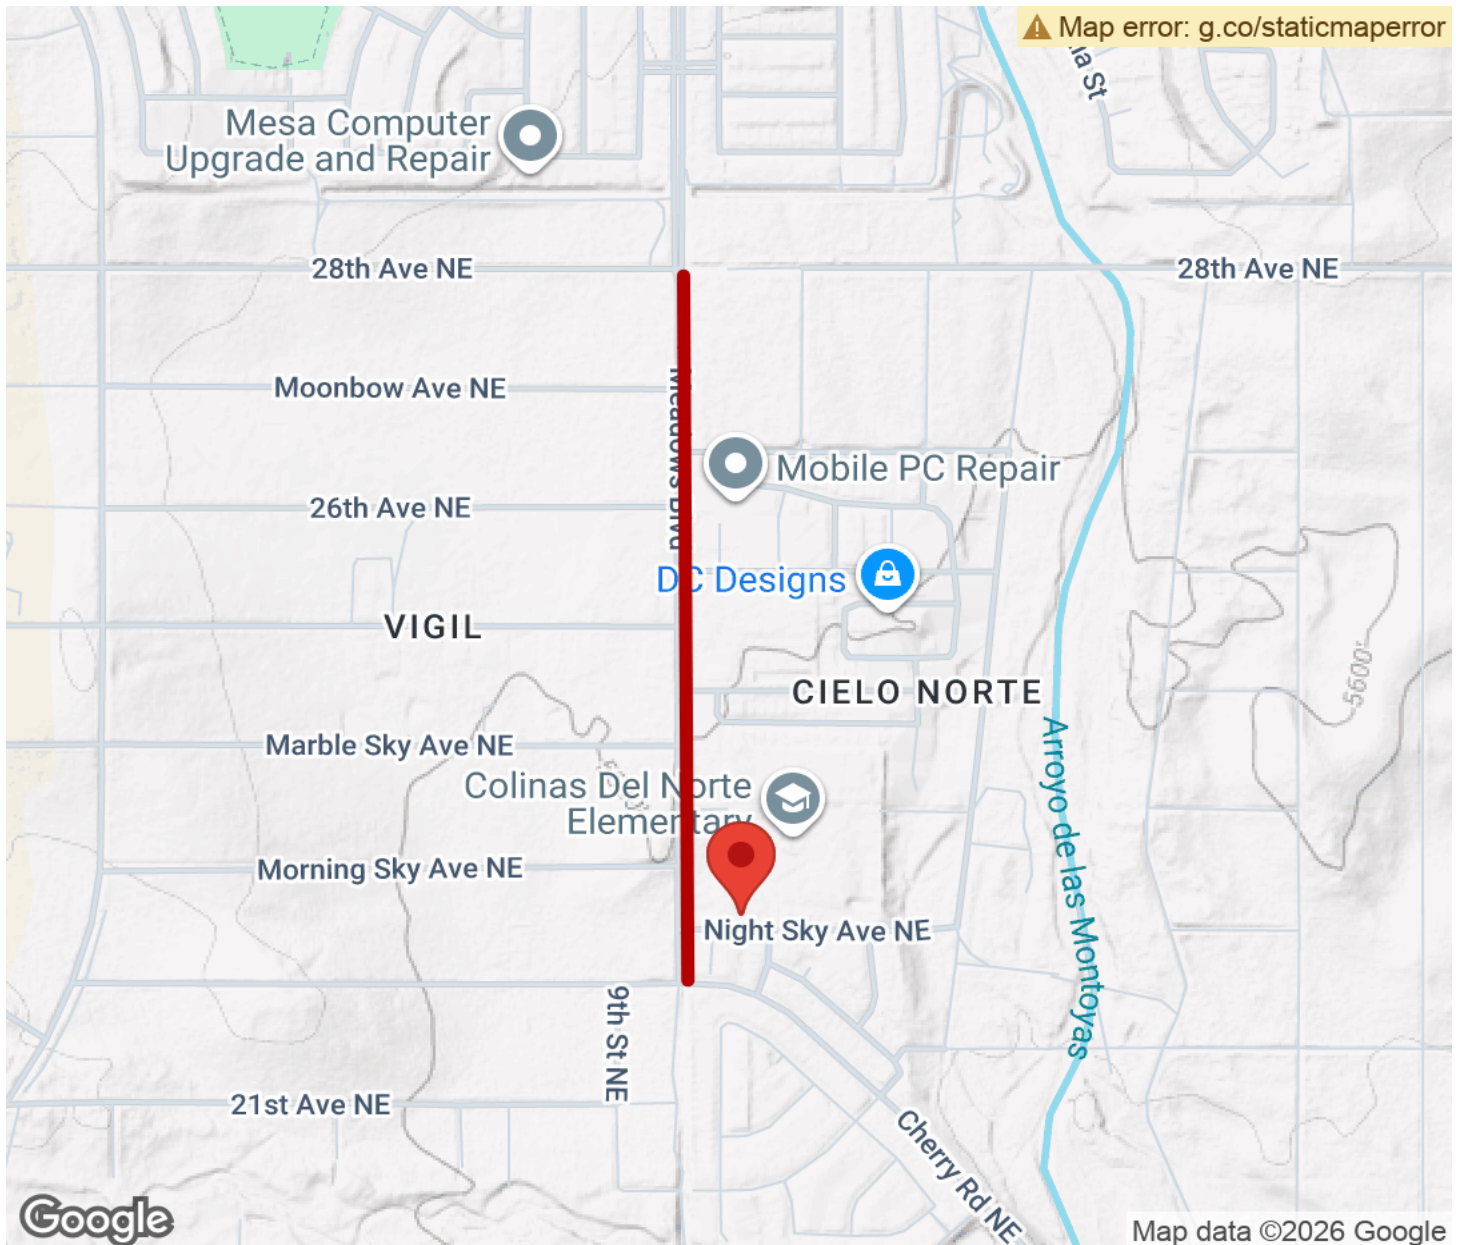 Map error: g.co/staticmaperror
St
Mesa Computer
Upgrade and Repair
28th Ave NE
28th Ave NE
Moonbow Ave NE
Meadows Blvd
Mobile PC Repair
26th Ave NE
DC Designs
VIGIL
5600'
CIELO NORTE
Marble Sky Ave NE
Arroyo de las Montoyas
Colinas Del Norte
Elementary
Morning Sky Ave NE
Night Sky Ave NE
9th St NE
21st Ave NE
Cherry Rd NE
Google
Map data ©2026 Google